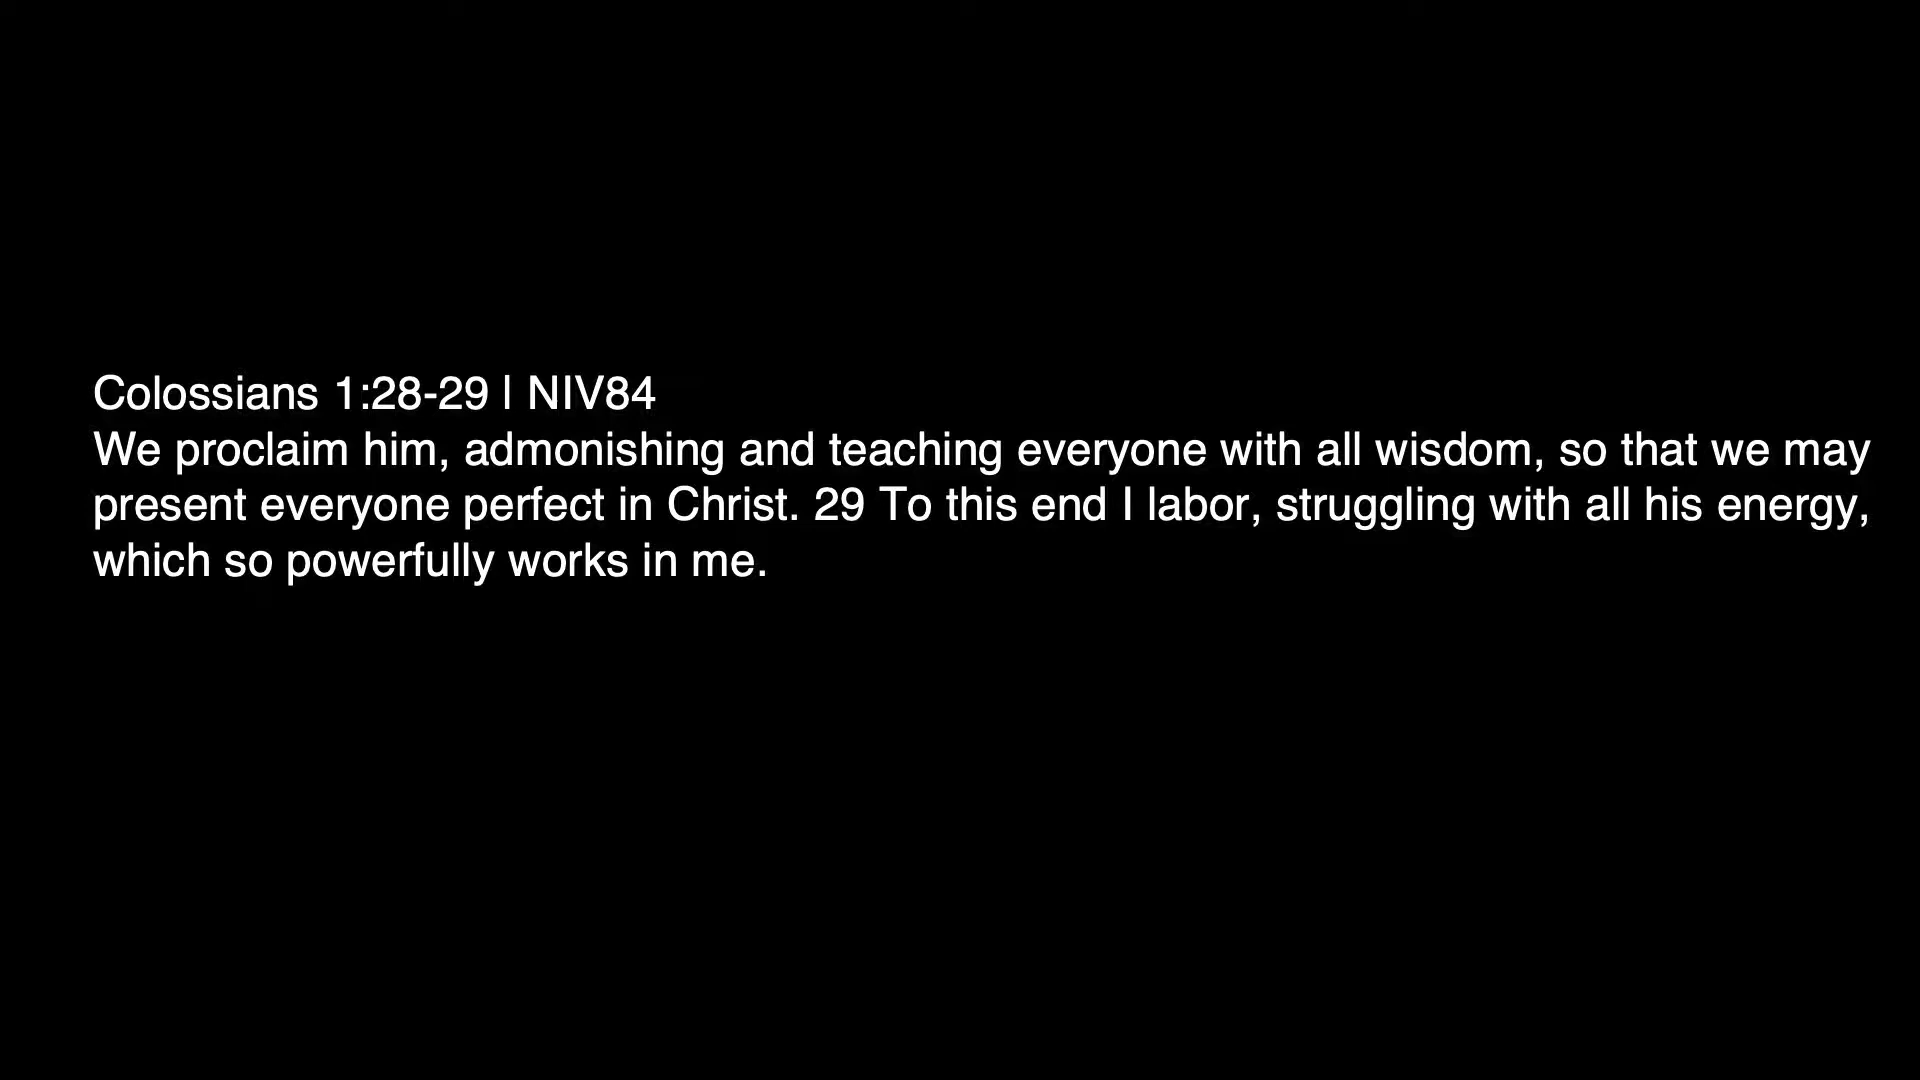 Colossians 1:28-29 | NIV84
We proclaim him, admonishing and teaching everyone with all wisdom, so that we may
present everyone perfect in Christ. 29 To this end I labor, struggling with all his energy,
which so powerfully works in me.